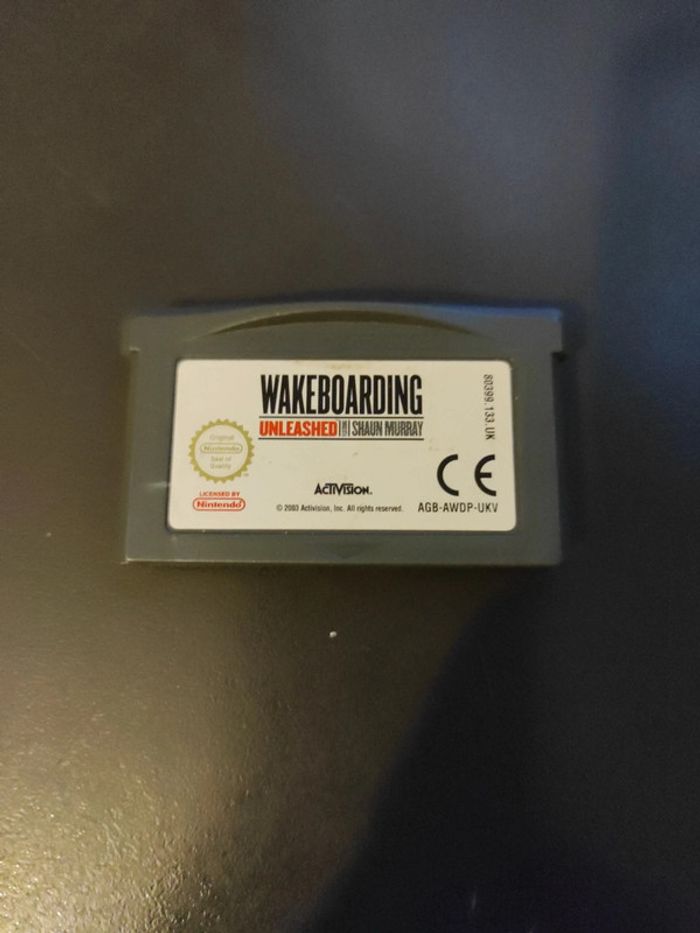 WAKEBOARDING
UNLEASHED SHAUN MURRAY
80399.133.UK
Original
Nintendo
Seal of
Quality
LICENSED BY
Nintendo
ACTIVISION.
© 2003 Activision, Inc. All rights reserved.
AGB-AWDP-UKV
CE